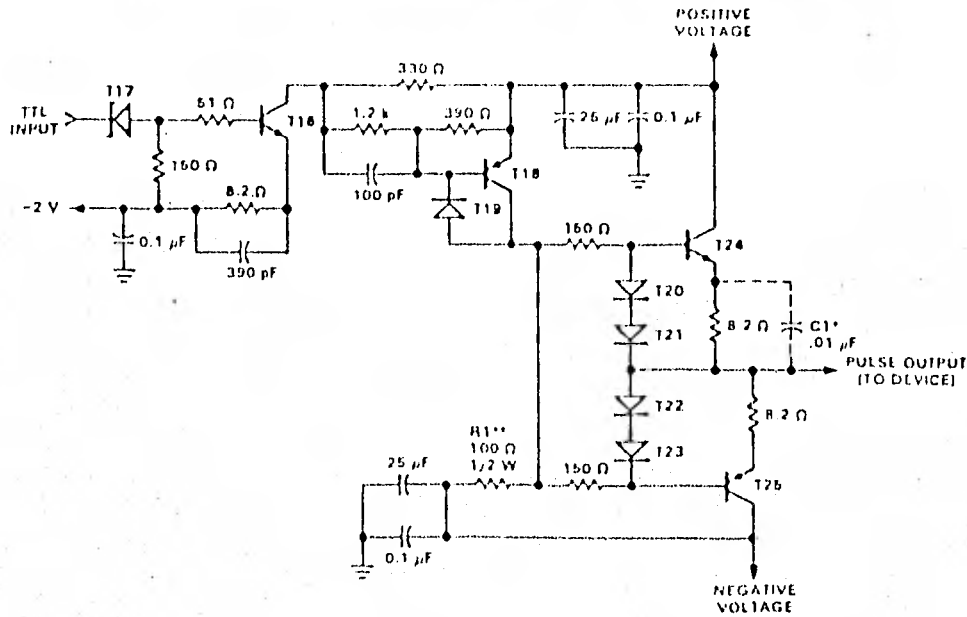 POSITIVE
VOLTAGE
330 Ω
T17
TTL
INPUT
51 Ω
T16
1.2 k
390 Ω
25 μF
0.1 μF
150 Ω
100 pF
T18
T19
8.2 Ω
-2 V
0.1 μF
390 pF
150 Ω
T24
T20
T21
8.2 Ω
C1*
.01 μF
PULSE OUTPUT
(TO DEVICE)
T22
8.2 Ω
R1**
100 Ω
1/2 W
T23
25 μF
150 Ω
T25
0.1 μF
NEGATIVE
VOLTAGE